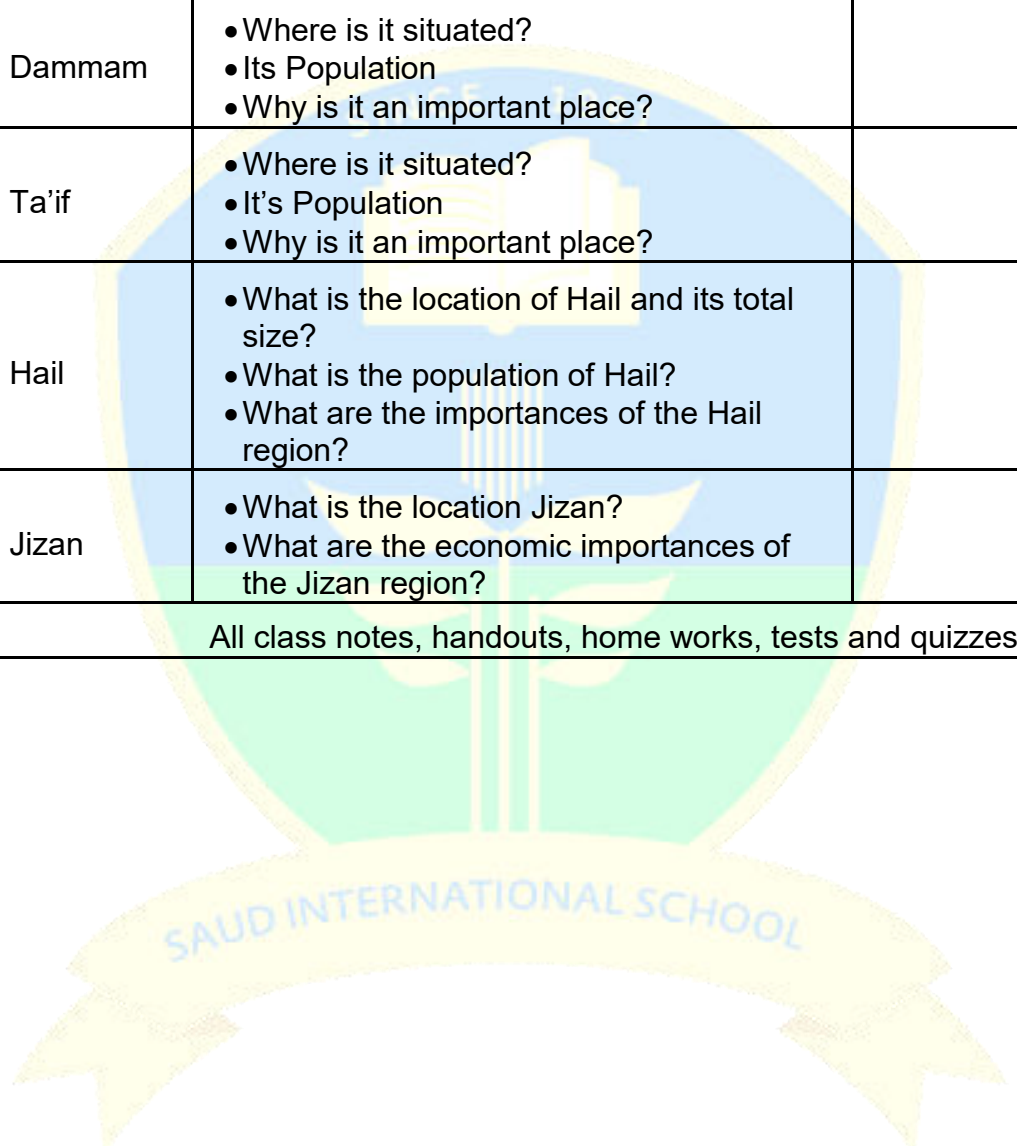 • Where is it situated?
Dammam
• Its Population
• Why is it an important place?
• Where is it situated?
Ta'if
• It's Population
• Why is it an important place?
• What is the location of Hail and its total
size?
Hail
• What is the population of Hail?
• What are the importances of the Hail
region?
• What is the location Jizan?
Jizan
• What are the economic importances of
the Jizan region?
All class notes, handouts, home works, tests and quizzes
SAUD INTERNATIONAL SCHOOL